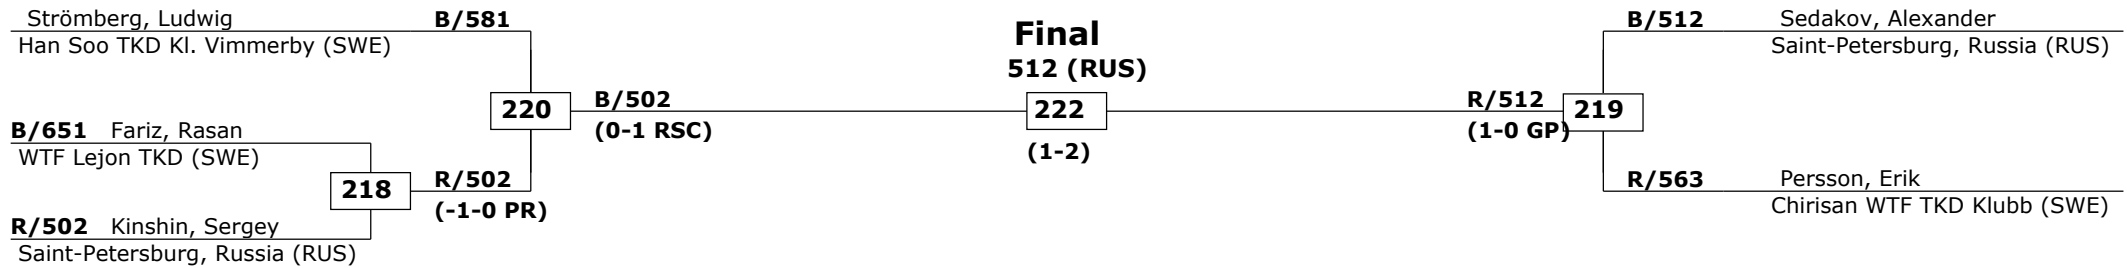 Strömberg, Ludwig
B/581
Han Soo TKD Kl. Vimmerby (SWE)
Final
512 (RUS)
B/512
Sedakov, Alexander
Saint-Petersburg, Russia (RUS)
220
B/502
(0-1 RSC)
222
(1-2)
R/512
(1-0 GP)
219
B/651 Fariz, Rasan
WTF Lejon TKD (SWE)
218
R/502
(-1-0 PR)
R/563
Persson, Erik
Chirisan WTF TKD Klubb (SWE)
R/502 Kinshin, Sergey
Saint-Petersburg, Russia (RUS)